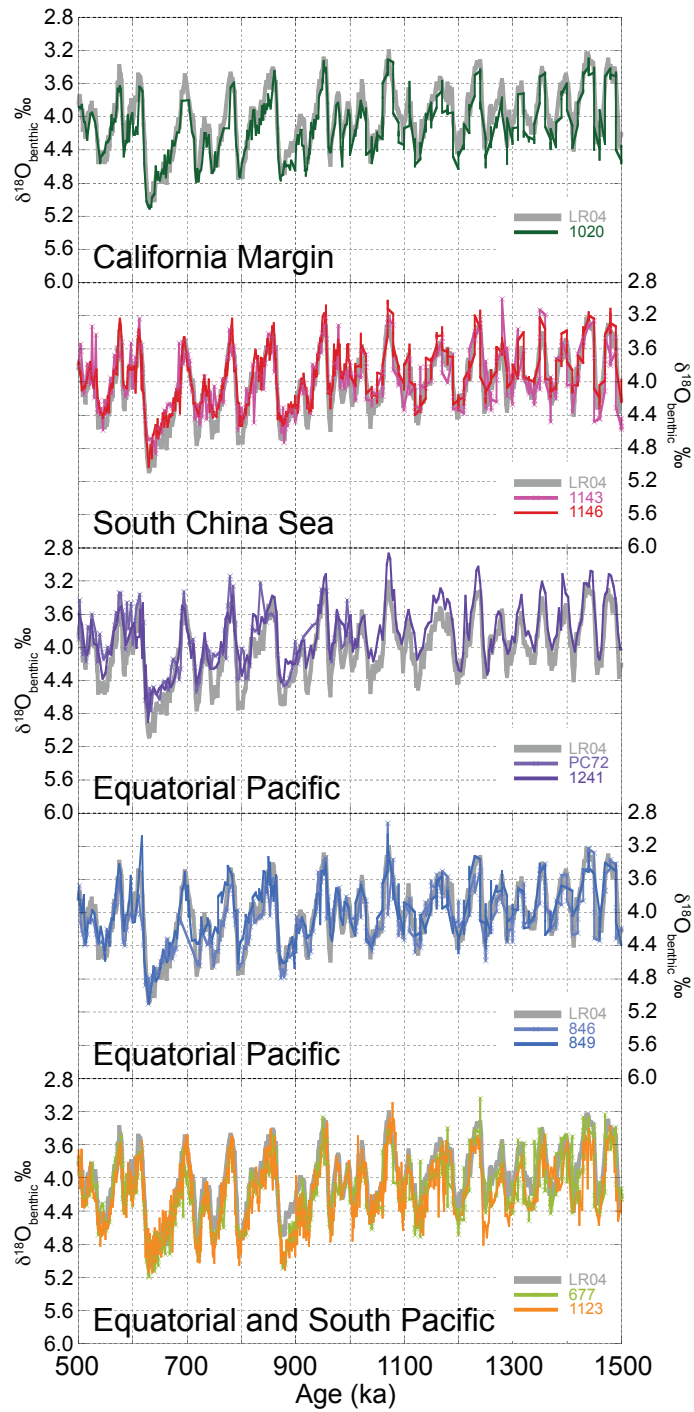 2.8
3.2
3.6
4.0
4.4
4.8
5.2
5.6
6.0
δ18Obenthic ‰
LR04
1020
California Margin
2.8
3.2
3.6
4.0
4.4
4.8
5.2
5.6
6.0
δ18Obenthic ‰
LR04
1143
1146
South China Sea
2.8
3.2
3.6
4.0
4.4
4.8
5.2
5.6
6.0
δ18Obenthic ‰
LR04
PC72
1241
Equatorial Pacific
2.8
3.2
3.6
4.0
4.4
4.8
5.2
5.6
6.0
δ18Obenthic ‰
LR04
846
849
Equatorial Pacific
2.8
3.2
3.6
4.0
4.4
4.8
5.2
5.6
6.0
δ18Obenthic ‰
LR04
677
1123
Equatorial and South Pacific
500 700 900 1100 1300 1500
Age (ka)